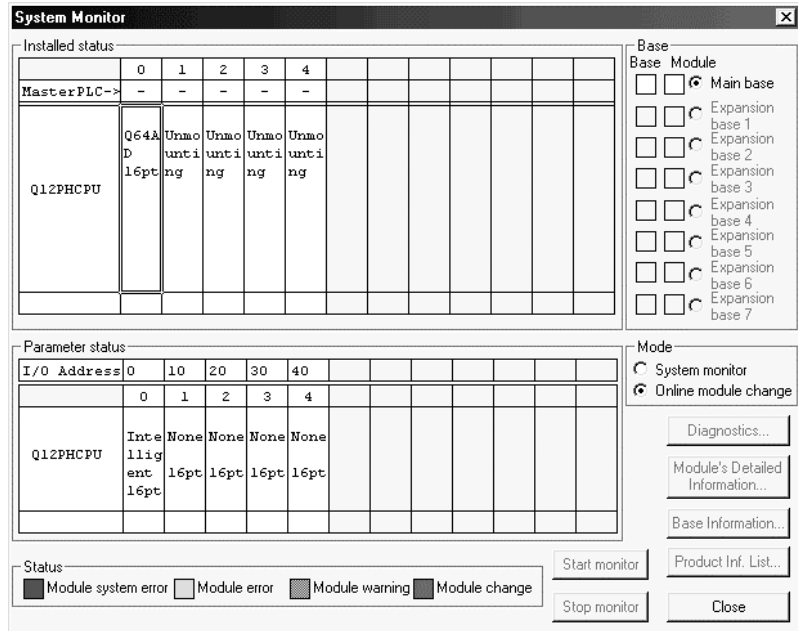 System Monitor
Installed status
0 1 2 3 4
MasterPLC-> - - - - -
Q12PHCPU
Q64A Unmo Unmo Unmo Unmo
D unti unti unti unti
16pt ng ng ng ng
Base
Base Module
Main base
Expansion
base 1
Expansion
base 2
Expansion
base 3
Expansion
base 4
Expansion
base 5
Expansion
base 6
Expansion
base 7
Parameter status
I/O Address 0 10 20 30 40
0 1 2 3 4
Q12PHCPU
Inte None None None None
llig
ent 16pt 16pt 16pt 16pt
16pt
Mode
System monitor
Online module change
Diagnostics...
Module's Detailed
Information...
Base Information...
Product Inf. List...
Status
Module system error Module error Module warning Module change
Start monitor
Stop monitor
Close